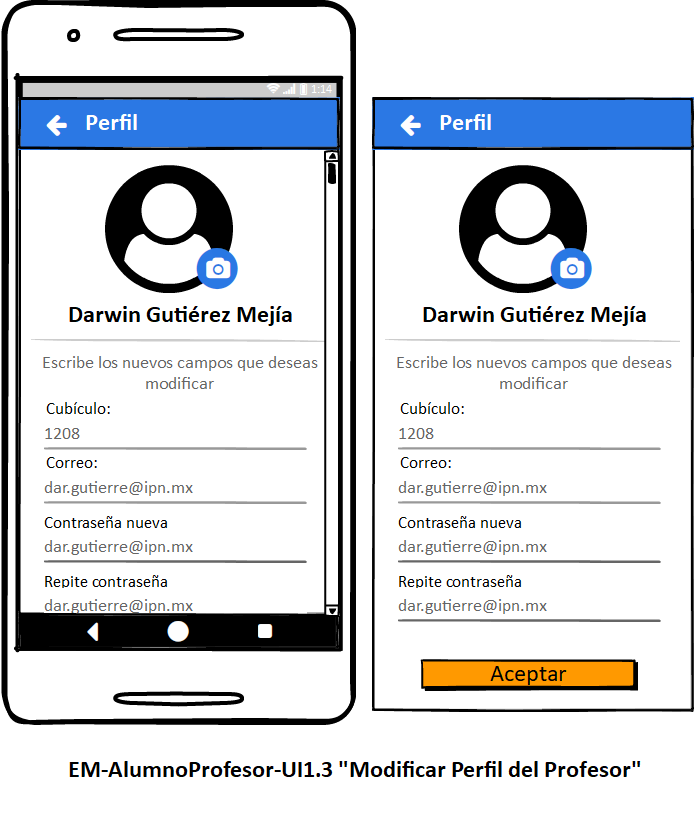 1:14
Perfil
Darwin Gutiérez Mejía
Escribe los nuevos campos que deseas
modificar
Cubículo:
1208
Correo:
dar.gutierre@ipn.mx
Contraseña nueva
dar.gutierre@ipn.mx
Repite contraseña
dar.gutierre@ipn.mx
Perfil
Darwin Gutiérez Mejía
Escribe los nuevos campos que deseas
modificar
Cubículo:
1208
Correo:
dar.gutierre@ipn.mx
Contraseña nueva
dar.gutierre@ipn.mx
Repite contraseña
dar.gutierre@ipn.mx
Aceptar
EM-AlumnoProfesor-UI1.3 "Modificar Perfil del Profesor"